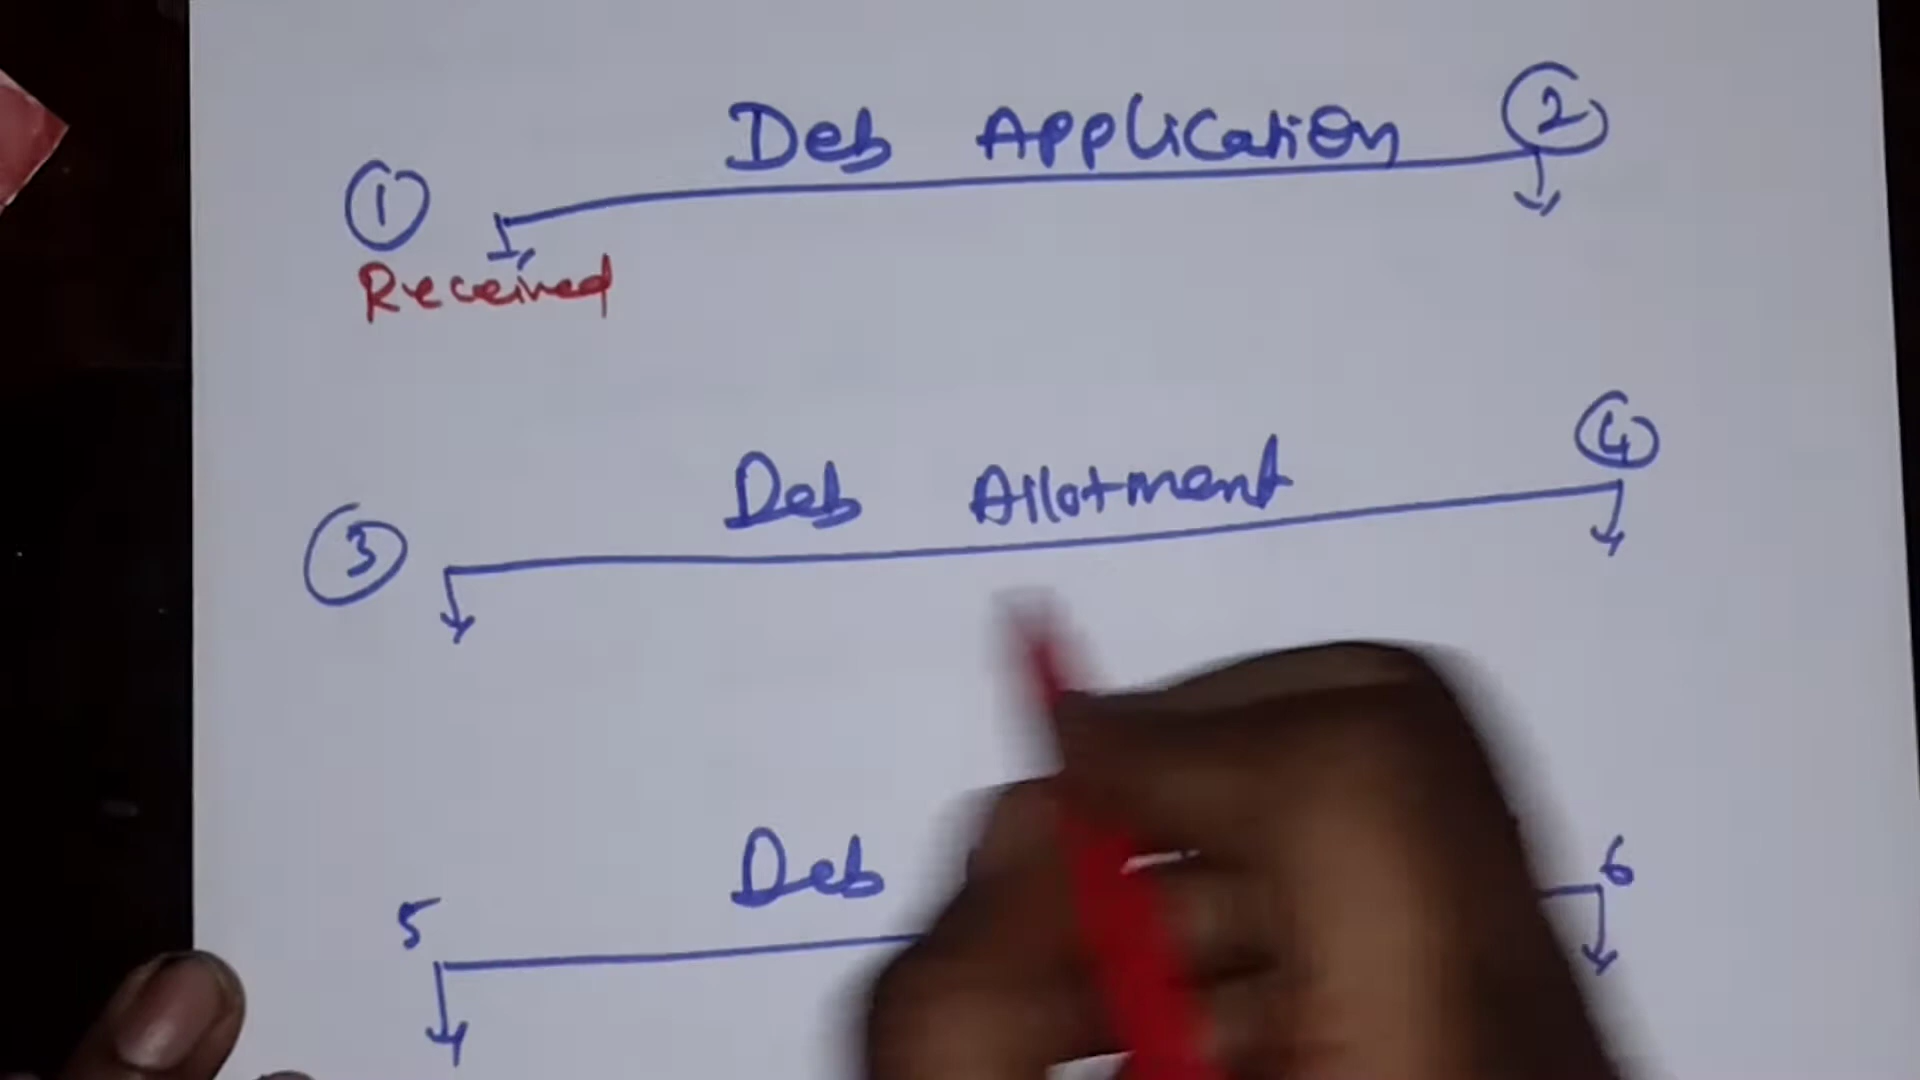 Deb Application ②
①
Received
Deb Allotment ④
③
Deb
5 6